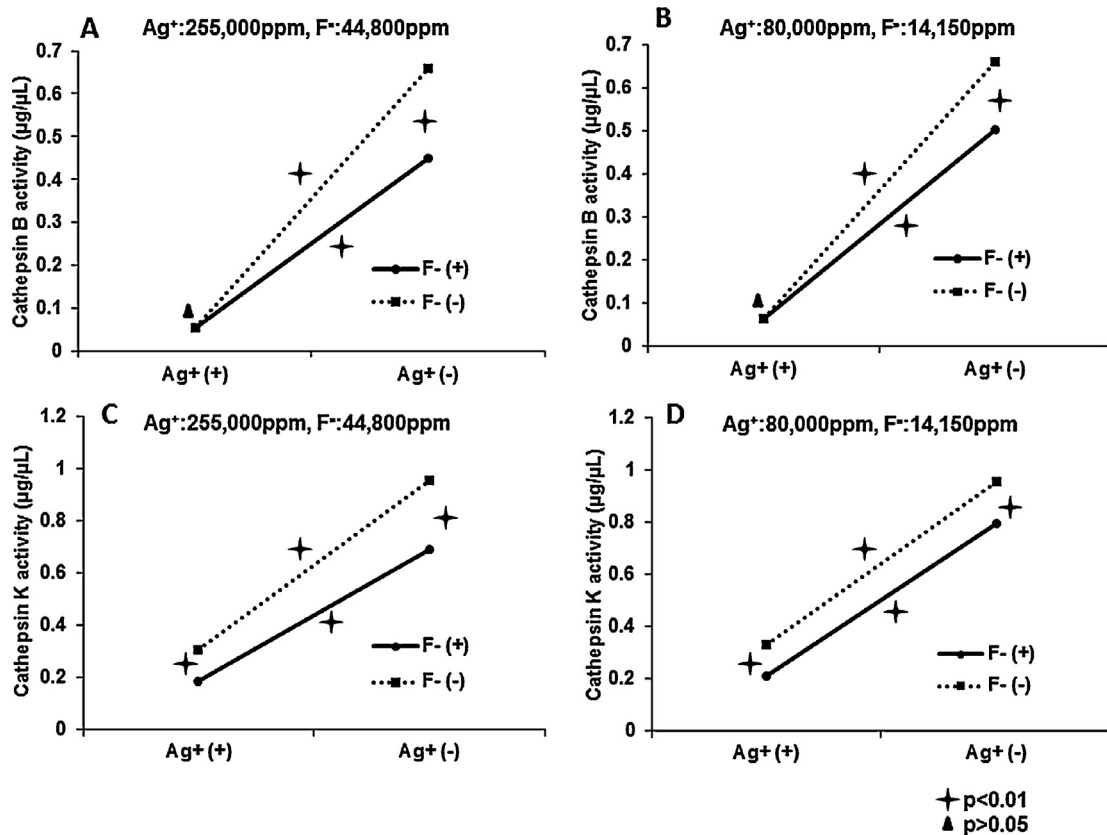 A
Ag⁺:255,000ppm, F⁻:44,800ppm
Cathepsin B activity (µg/µL)
0.7
0.6
0.5
0.4
0.3
0.2
0.1
0
F- (+)
F- (-)
Ag+ (+)
Ag+ (-)
B
Ag⁺:80,000ppm, F⁻:14,150ppm
Cathepsin B activity (µg/µL)
0.7
0.6
0.5
0.4
0.3
0.2
0.1
0
F- (+)
F- (-)
Ag+ (+)
Ag+ (-)
C
Ag⁺:255,000ppm, F⁻:44,800ppm
Cathepsin K activity (µg/µL)
1.2
1
0.8
0.6
0.4
0.2
0
F- (+)
F- (-)
Ag+ (+)
Ag+ (-)
D
Ag⁺:80,000ppm, F⁻:14,150ppm
Cathepsin K activity (µg/µL)
1.2
1
0.8
0.6
0.4
0.2
0
F- (+)
F- (-)
Ag+ (+)
Ag+ (-)
p<0.01
p>0.05